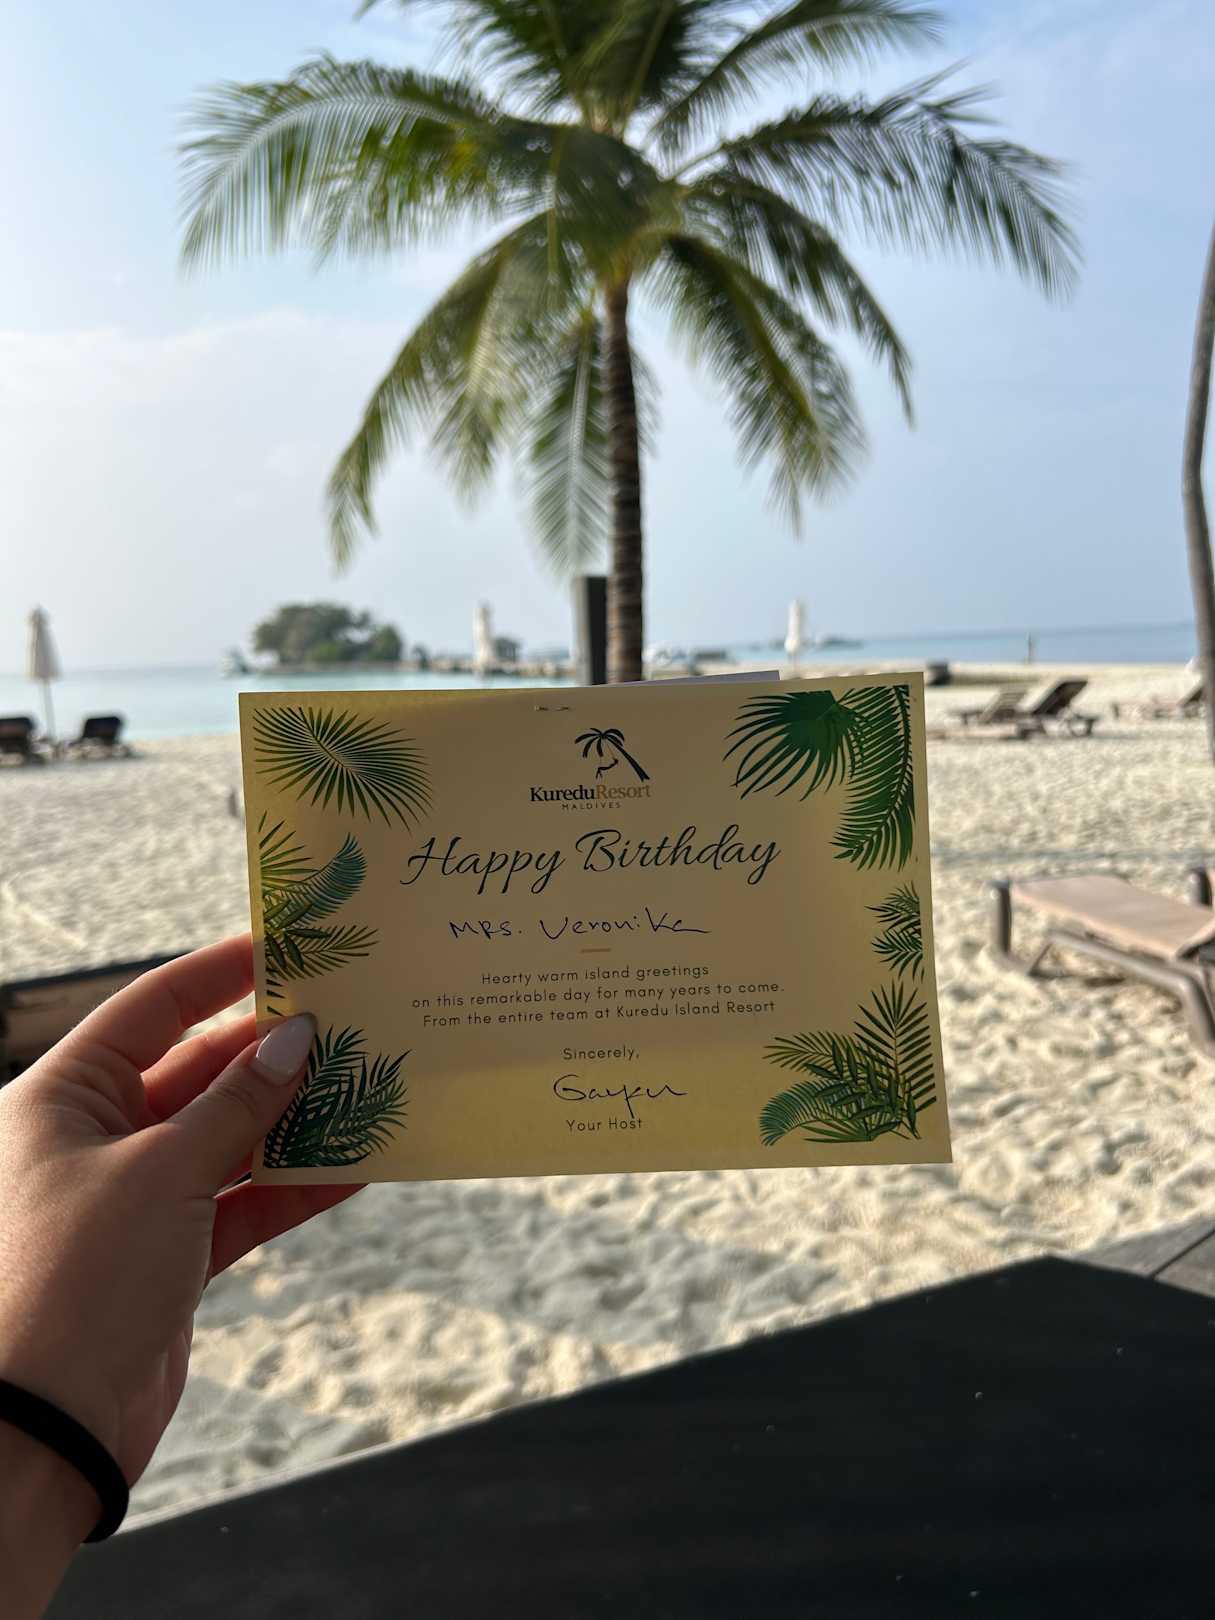 KureduResort
MALDIVES
Happy Birthday
MRS. Veronika
Hearty warm island greetings
on this remarkable day for many years to come.
From the entire team at Kuredu Island Resort
Sincerely,
Your Host